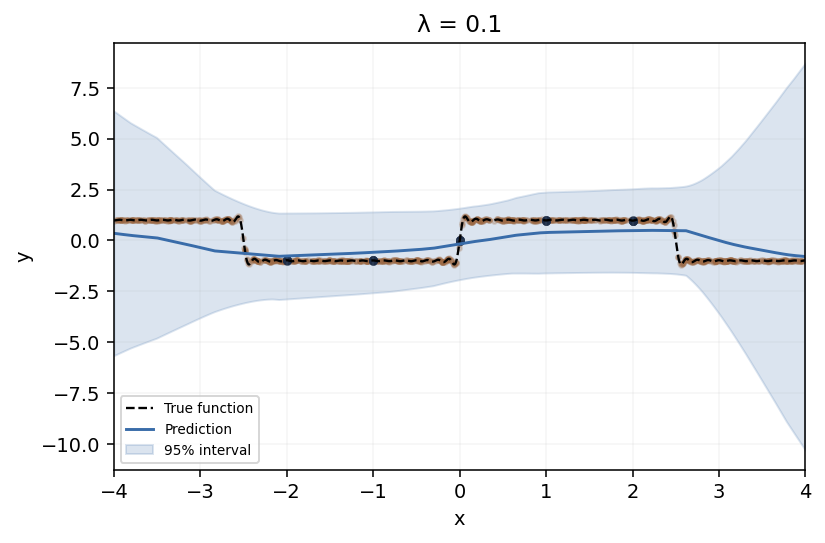 λ = 0.1
7.5
5.0
2.5
0.0
−2.5
−5.0
−7.5
−10.0
y
True function
Prediction
95% interval
−4 −3 −2 −1 0 1 2 3 4
x